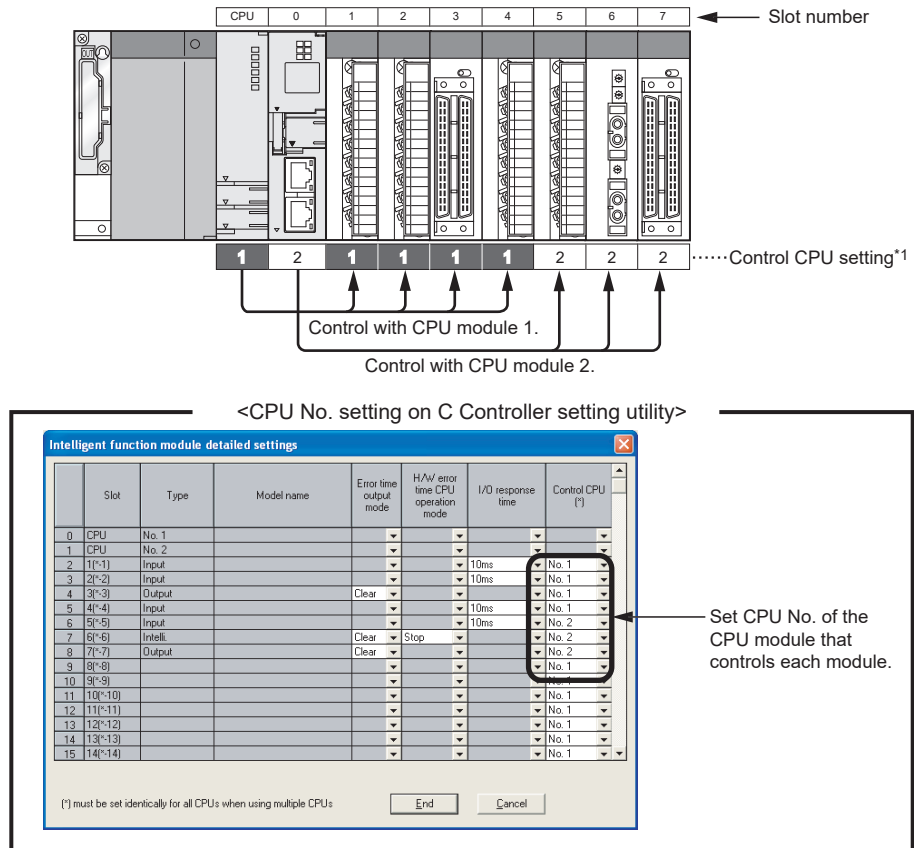 CPU 0 1 2 3 4 5 6 7 Slot number
OUT
1 2 1 1 1 1 2 2 2 ……Control CPU setting*1
Control with CPU module 1.
Control with CPU module 2.
<CPU No. setting on C Controller setting utility>
Intelligent function module detailed settings
Slot Type Model name Error time output mode H/W error time CPU operation mode I/O response time Control CPU (*)
0 CPU No. 1
1 CPU No. 2
2 1(*-1) Input 10ms No. 1
3 2(*-2) Input 10ms No. 1
4 3(*-3) Output Clear No. 1
5 4(*-4) Input 10ms No. 1
6 5(*-5) Input 10ms No. 2
7 6(*-6) Intelli. Clear Stop No. 2
8 7(*-7) Output Clear No. 2
9 8(*-8) No. 1
10 9(*-9) No. 1
11 10(*-10) No. 1
12 11(*-11) No. 1
13 12(*-12) No. 1
14 13(*-13) No. 1
15 14(*-14) No. 1
Set CPU No. of the
CPU module that
controls each module.
(*) must be set identically for all CPUs when using multiple CPUs End Cancel